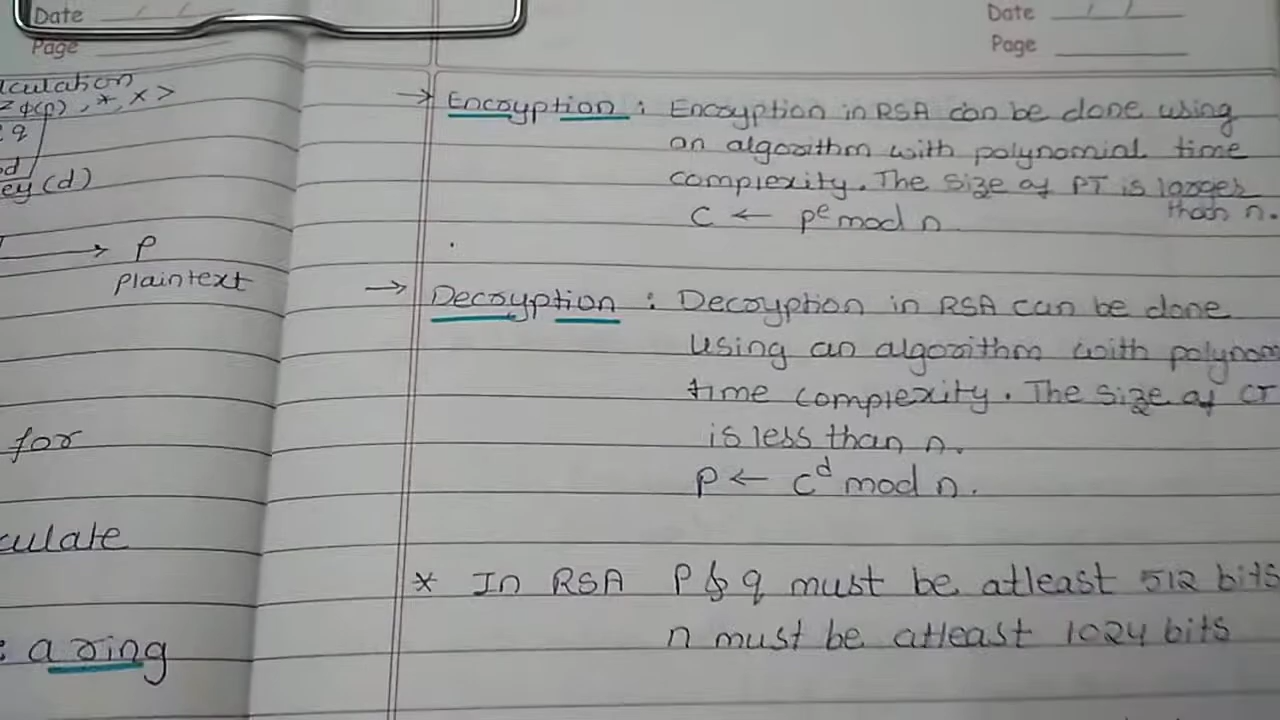 Date / /
Page
lculation
Zφ(n), *, x >
q
d
ey (d)
→ P
plaintext
for
culate
: a ring
Date / /
Page
→ Encryption : Encryption in RSA can be done using
an algorithm with polynomial time
complexity. The size of PT is larger
than n.
C ← P^e mod n
→ Decryption : Decryption in RSA can be done
using an algorithm with polynom
time complexity. The size of CT
is less than n.
P ← C^d mod n.
* In RSA P & q must be atleast 512 bits
n must be atleast 1024 bits